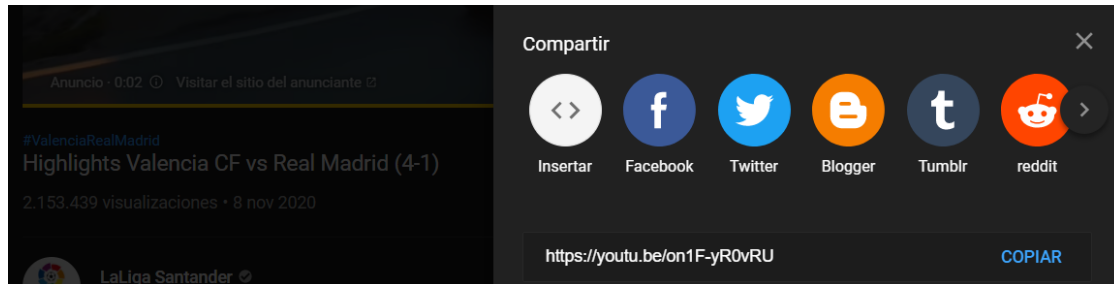 Anuncio · 0:02 Visitar el sitio del anunciante
#ValenciaRealMadrid
Highlights Valencia CF vs Real Madrid (4-1)
2.153.439 visualizaciones • 8 nov 2020
LaLiga Santander
Compartir
Insertar Facebook Twitter Blogger Tumblr reddit
https://youtu.be/on1F-yR0vRU COPIAR